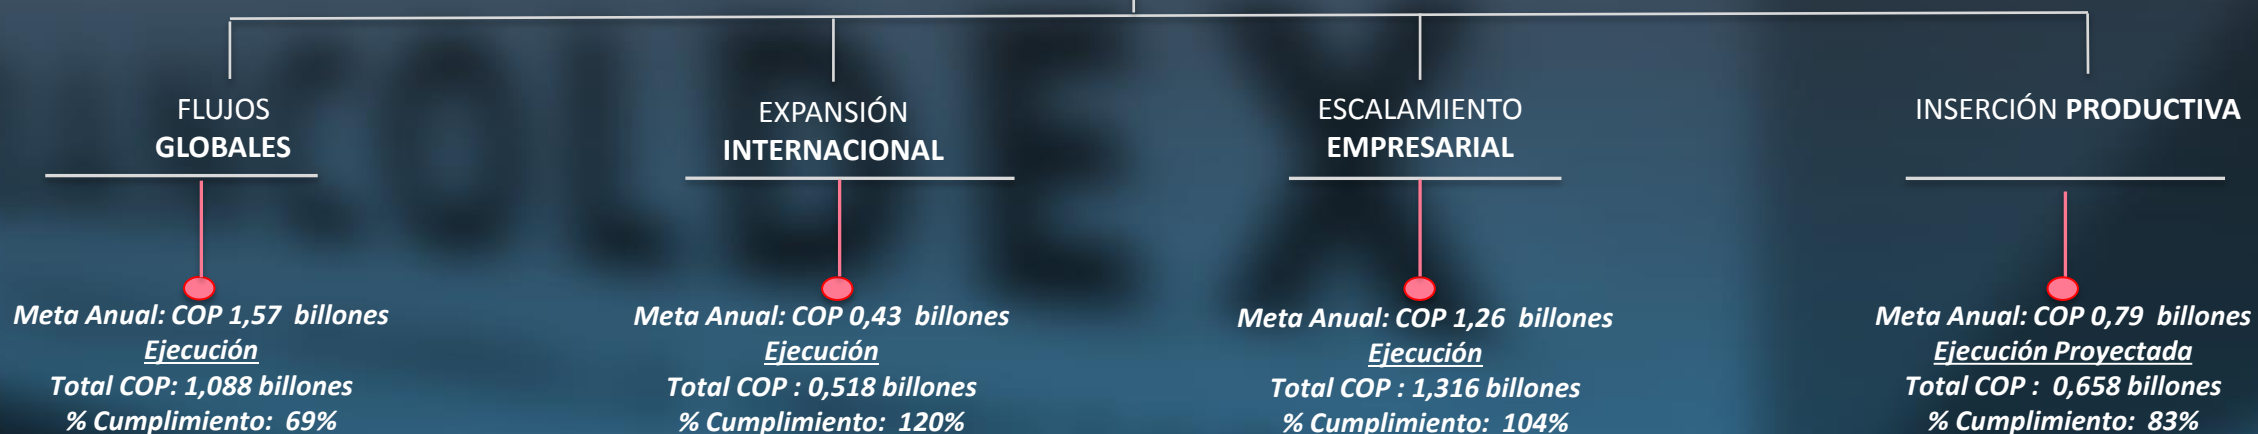 FLUJOS
GLOBALES
Meta Anual: COP 1,57 billones
Ejecución
Total COP: 1,088 billones
% Cumplimiento: 69%
EXPANSIÓN
INTERNACIONAL
Meta Anual: COP 0,43 billones
Ejecución
Total COP : 0,518 billones
% Cumplimiento: 120%
ESCALAMIENTO
EMPRESARIAL
Meta Anual: COP 1,26 billones
Ejecución
Total COP : 1,316 billones
% Cumplimiento: 104%
INSERCIÓN PRODUCTIVA
Meta Anual: COP 0,79 billones
Ejecución Proyectada
Total COP : 0,658 billones
% Cumplimiento: 83%